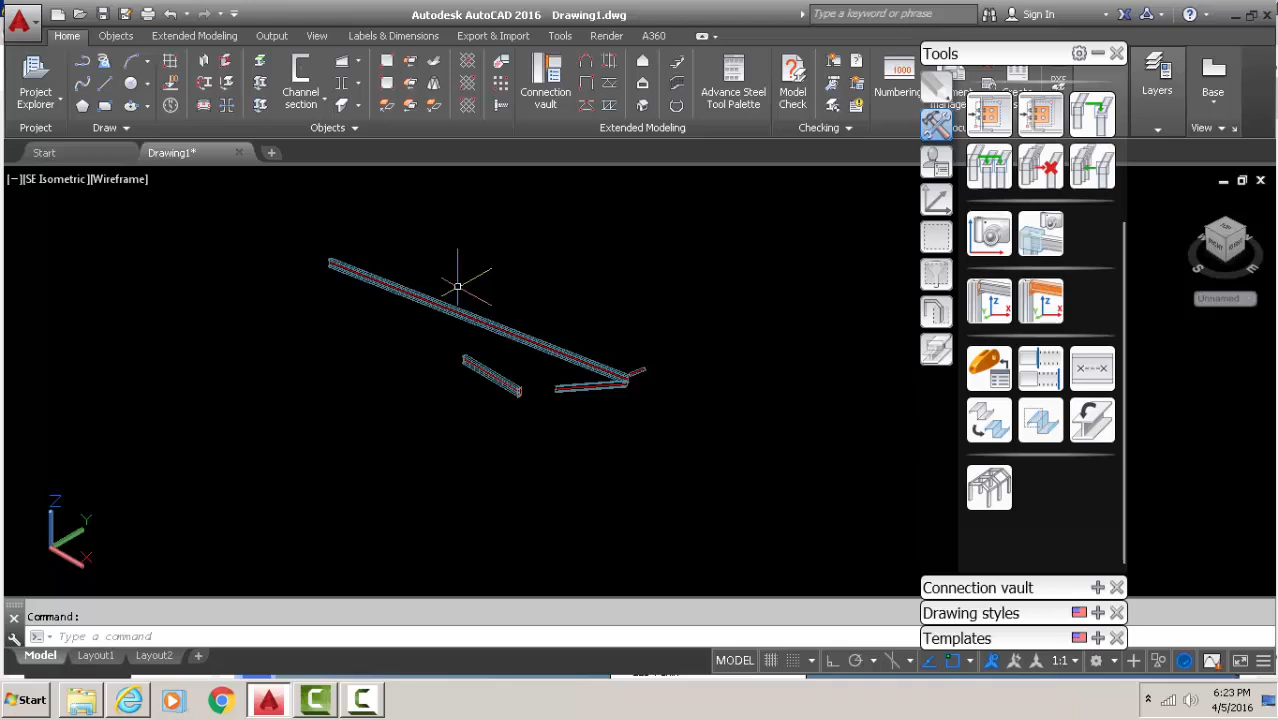 Autodesk AutoCAD 2016 Drawing1.dwg
Type a keyword or phrase
Sign In
Home Objects Extended Modeling Output View Labels & Dimensions Export & Import Tools Render A360
Tools
Project
Explorer
Channel
section
Connection
vault
Advance Steel
Tool Palette
Model
Check
1000
Numbering
DXF
Layers
Base
Project Draw Objects Extended Modeling Checking View
Start Drawing1*
[−][SE Isometric][Wireframe]
TOP
S
E
Unnamed
Z
Y
X
Z
Y
X
Z
Y
X
X---X
Connection vault
Command:
Drawing styles
Type a command
Templates
Model Layout1 Layout2
MODEL 1:1
Start
6:23 PM
4/5/2016